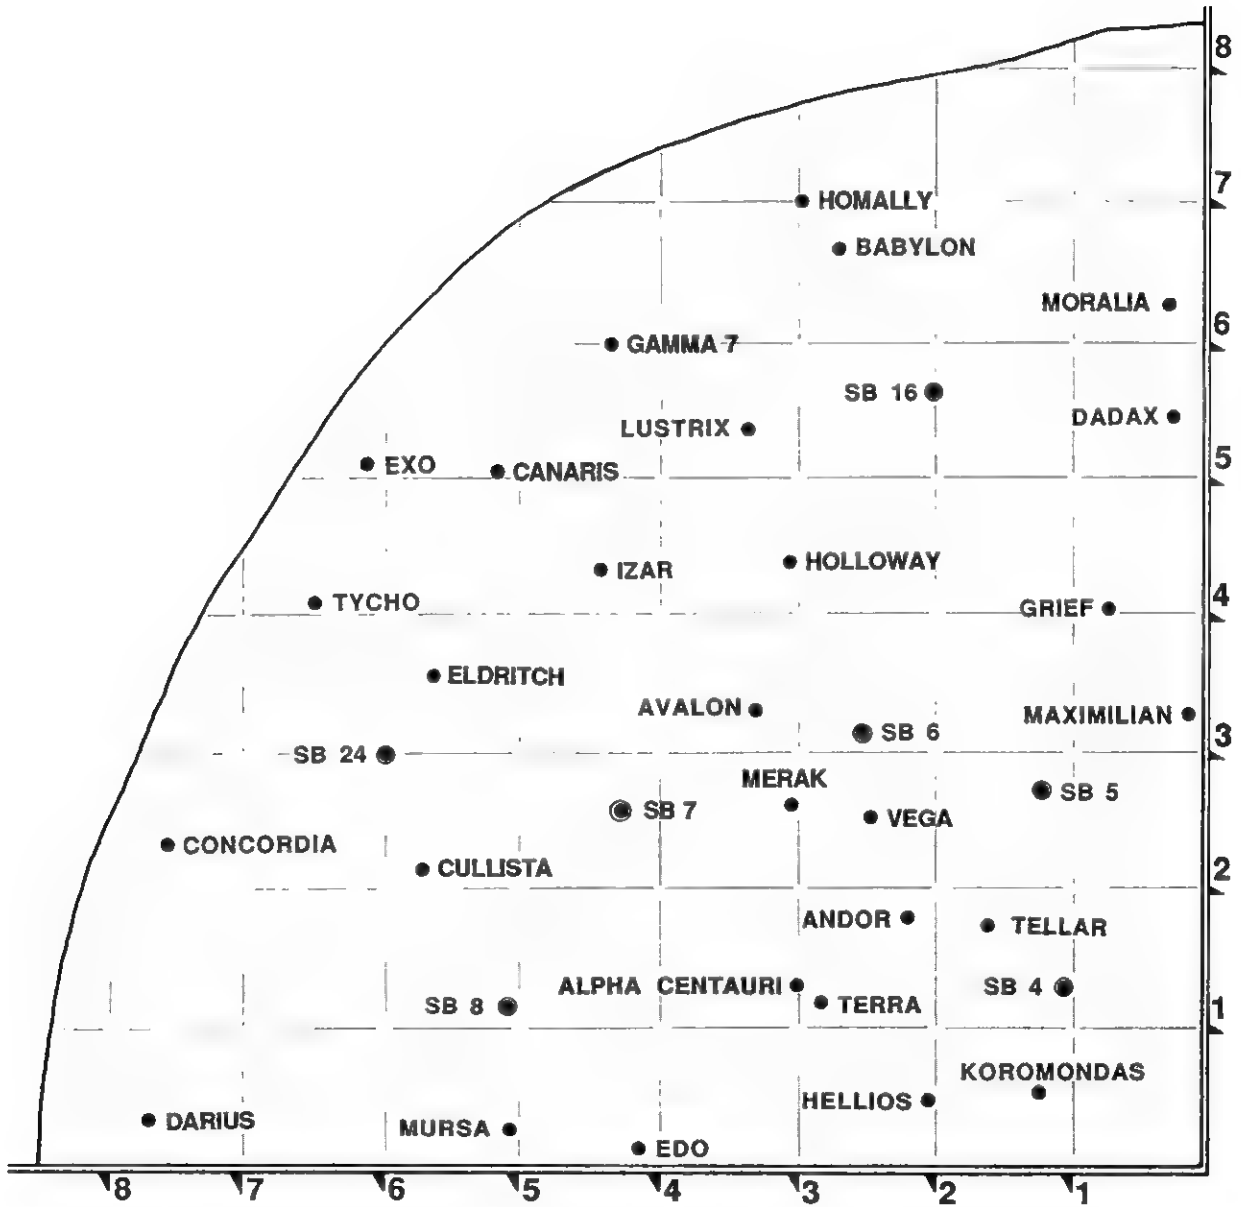 8
7
HOMALLY
BABYLON
MORALIA
6
GAMMA 7
SB 16
DADAX
LUSTRIX
5
EXO
CANARIS
HOLLOWAY
IZAR
4
TYCHO
GRIEF
ELDRITCH
AVALON
MAXIMILIAN
SB 6
3
SB 24
MERAK
SB 5
SB 7
VEGA
CONCORDIA
CULLISTA
2
ANDOR
TELLAR
ALPHA CENTAURI
SB 4
SB 8
TERRA
1
KOROMONDAS
HELLIOS
DARIUS
MURSA
EDO
8 7 6 5 4 3 2 1